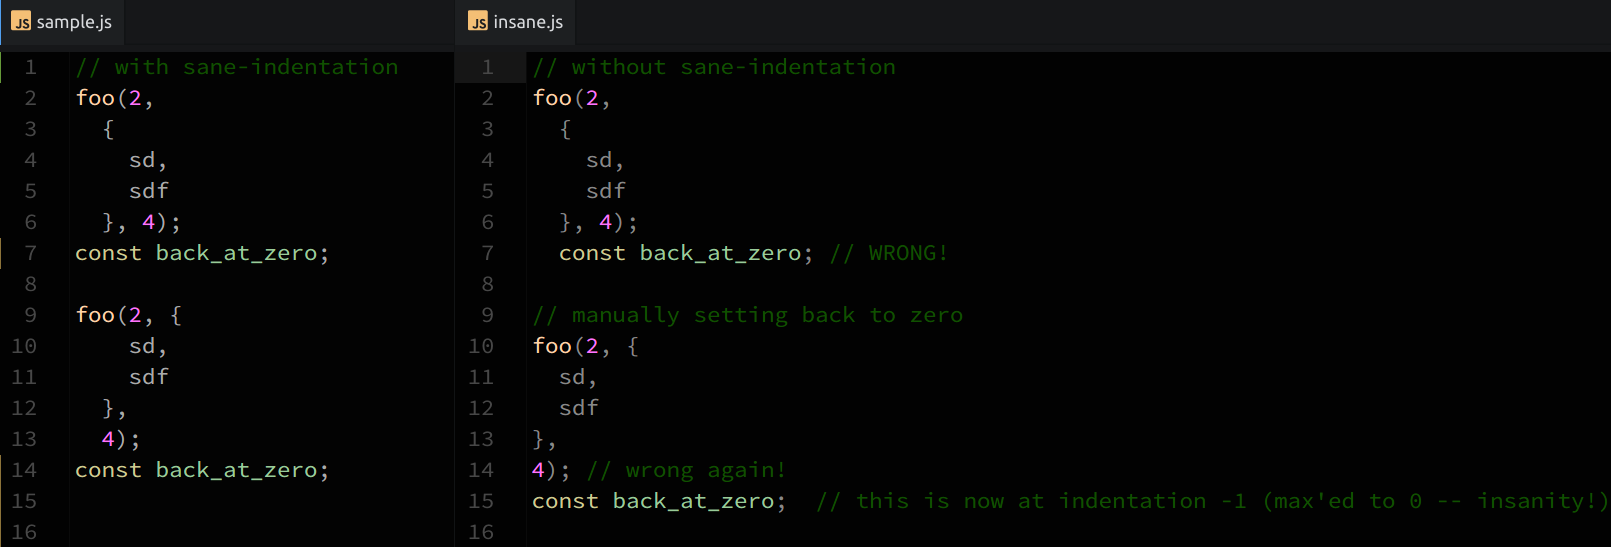 JS sample.js
1 // with sane-indentation
2 foo(2,
3   {
4     sd,
5     sdf
6   }, 4);
7 const back_at_zero;
8
9 foo(2, {
10     sd,
11     sdf
12   },
13   4);
14 const back_at_zero;
15
16
JS insane.js
1 // without sane-indentation
2 foo(2,
3   {
4     sd,
5     sdf
6   }, 4);
7   const back_at_zero; // WRONG!
8
9 // manually setting back to zero
10 foo(2, {
11   sd,
12   sdf
13 },
14 4); // wrong again!
15 const back_at_zero;  // this is now at indentation -1 (max'ed to 0 -- insanity!)
16